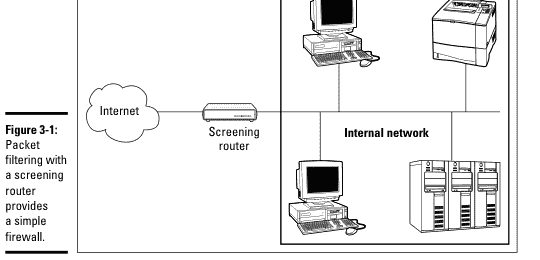 Internet
Screening
router
Internal network
Figure 3-1:
Packet
filtering with
a screening
router
provides
a simple
firewall.